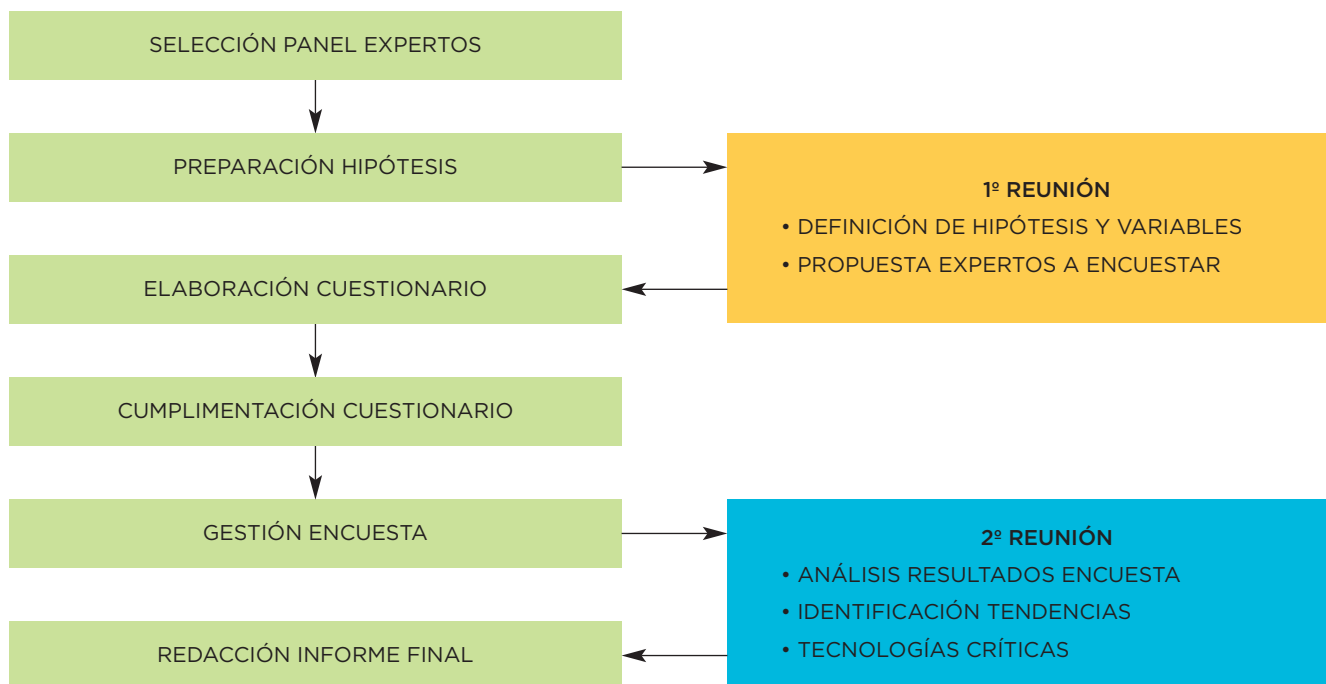 SELECCIÓN PANEL EXPERTOS
PREPARACIÓN HIPÓTESIS
1º REUNIÓN
• DEFINICIÓN DE HIPÓTESIS Y VARIABLES
• PROPUESTA EXPERTOS A ENCUESTAR
ELABORACIÓN CUESTIONARIO
CUMPLIMENTACIÓN CUESTIONARIO
GESTIÓN ENCUESTA
2º REUNIÓN
• ANÁLISIS RESULTADOS ENCUESTA
• IDENTIFICACIÓN TENDENCIAS
• TECNOLOGÍAS CRÍTICAS
REDACCIÓN INFORME FINAL